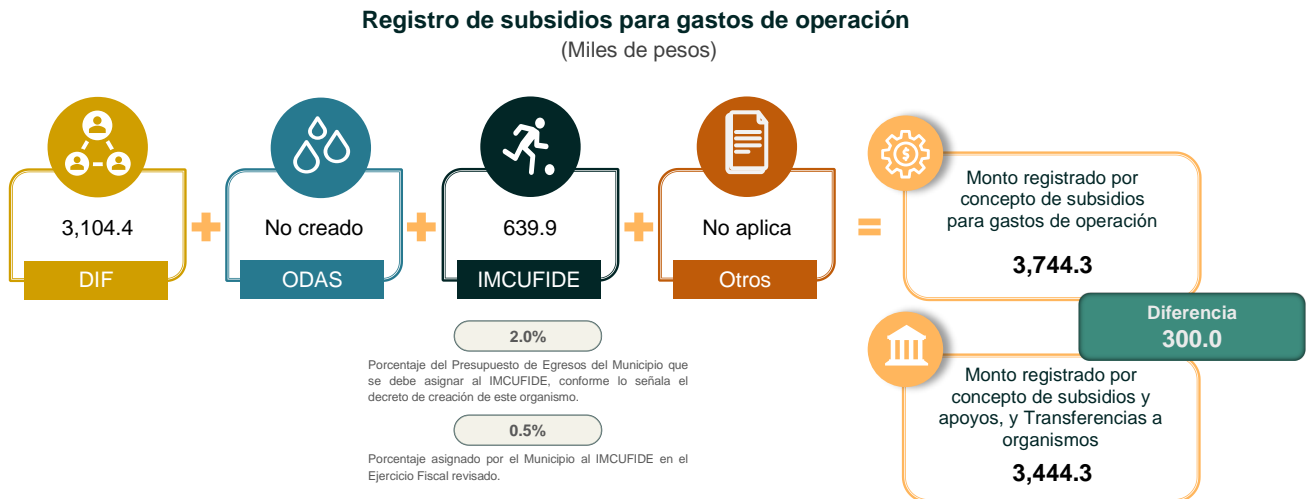 Registro de subsidios para gastos de operación
(Miles de pesos)
3,104.4
DIF
No creado
ODAS
639.9
IMCUFIDE
No aplica
Otros
Monto registrado por
concepto de subsidios
para gastos de operación
3,744.3
Diferencia
300.0
Monto registrado por
concepto de subsidios y
apoyos, y Transferencias a
organismos
3,444.3
2.0%
Porcentaje del Presupuesto de Egresos del Municipio que
se debe asignar al IMCUFIDE, conforme lo señala el
decreto de creación de este organismo.
0.5%
Porcentaje asignado por el Municipio al IMCUFIDE en el
Ejercicio Fiscal revisado.